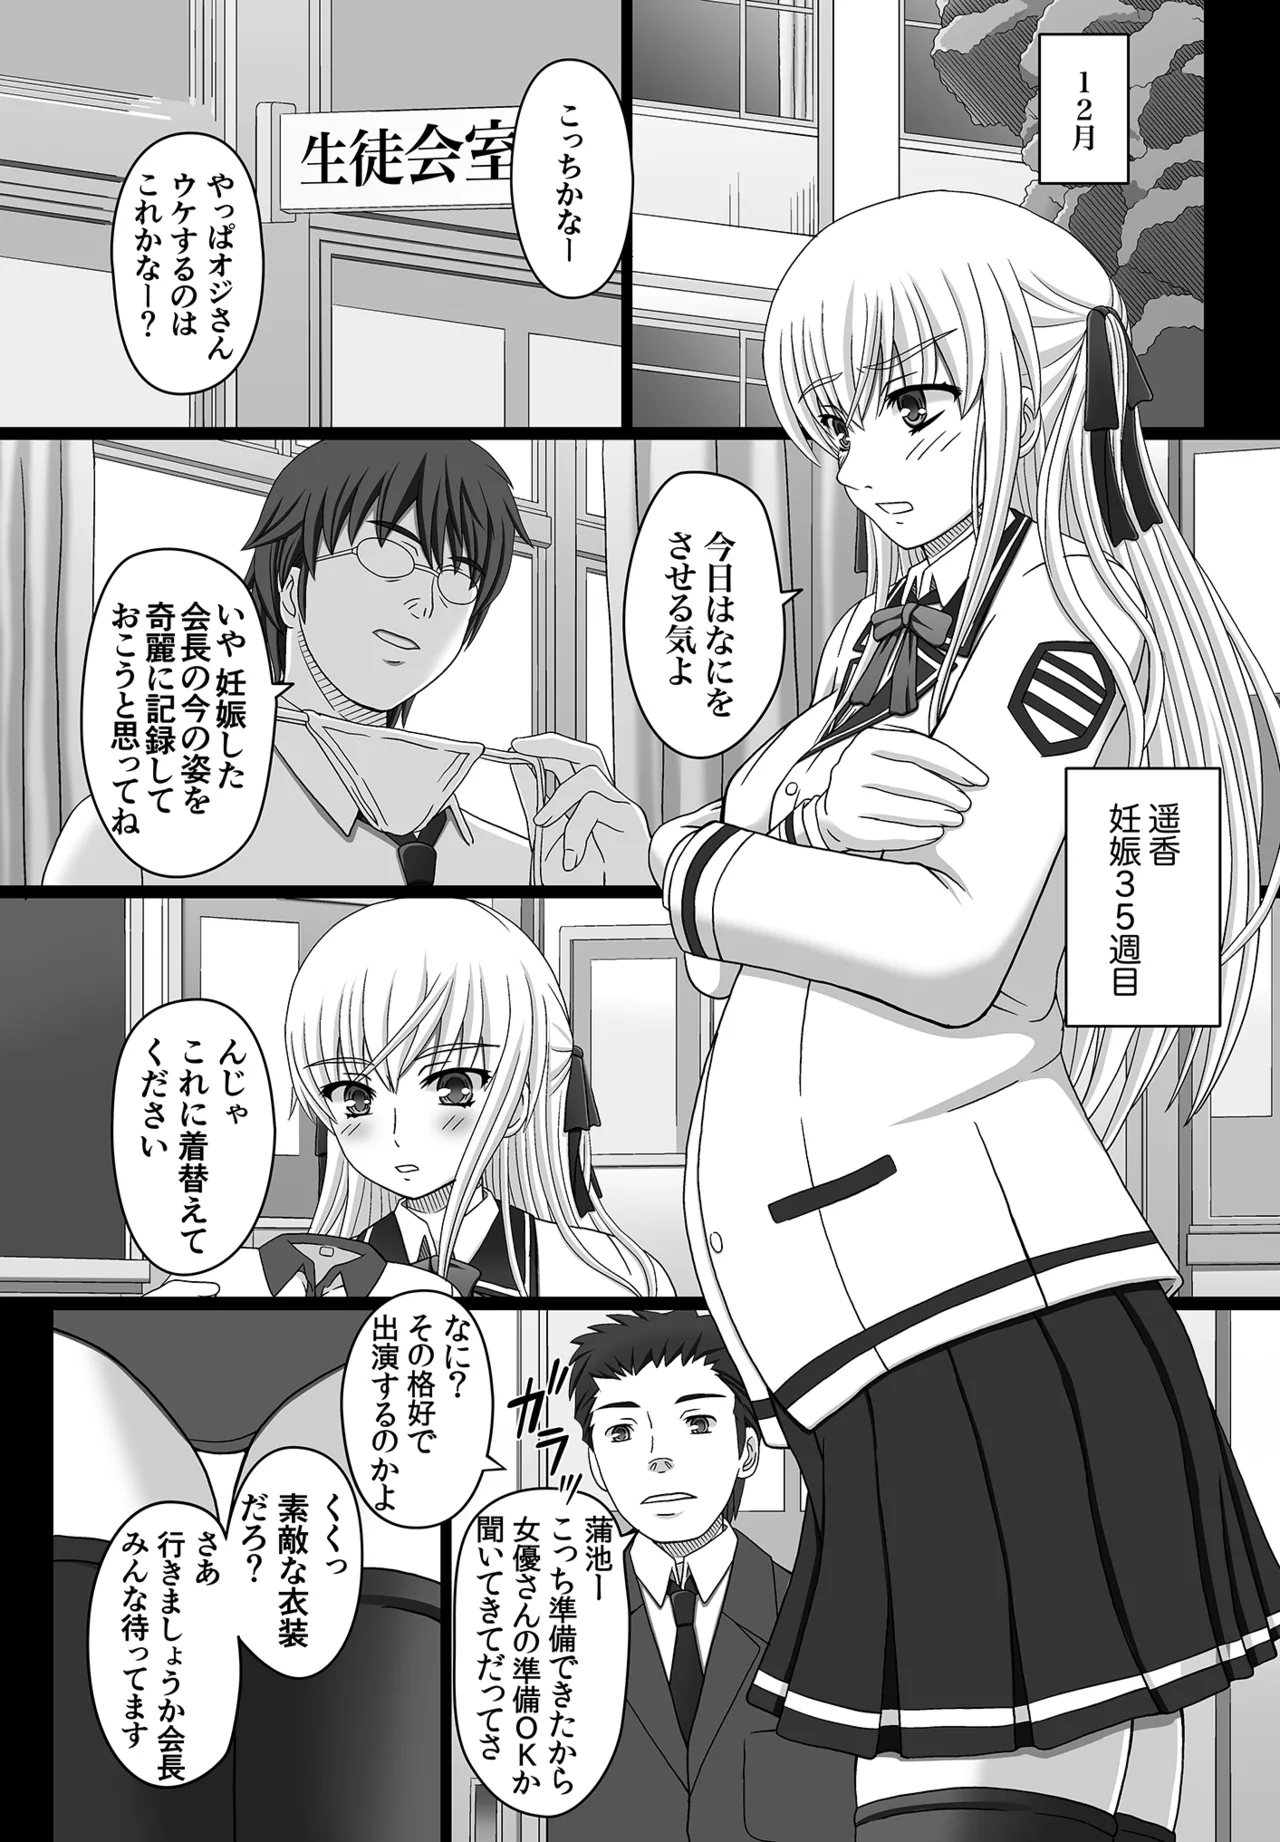 12月
こっちかなー
生徒会室
やっぱオジさん
ウケするのは
これかなー？
今日はなにを
させる気よ
いや 妊娠した
会長の今の姿を
奇麗に記録して
おこうと思ってね
遥香
妊娠35週目
んじゃ
これに着替えて
ください
ガラッ
蒲池ー
こっち準備できたから
女優さんの準備OKか
聞いてきてだってさ
なに？
その格好で
出演するのかよ
くくっ
素敵な衣装
だろ？
さぁ
行きましょうか会長
みんな待ってます